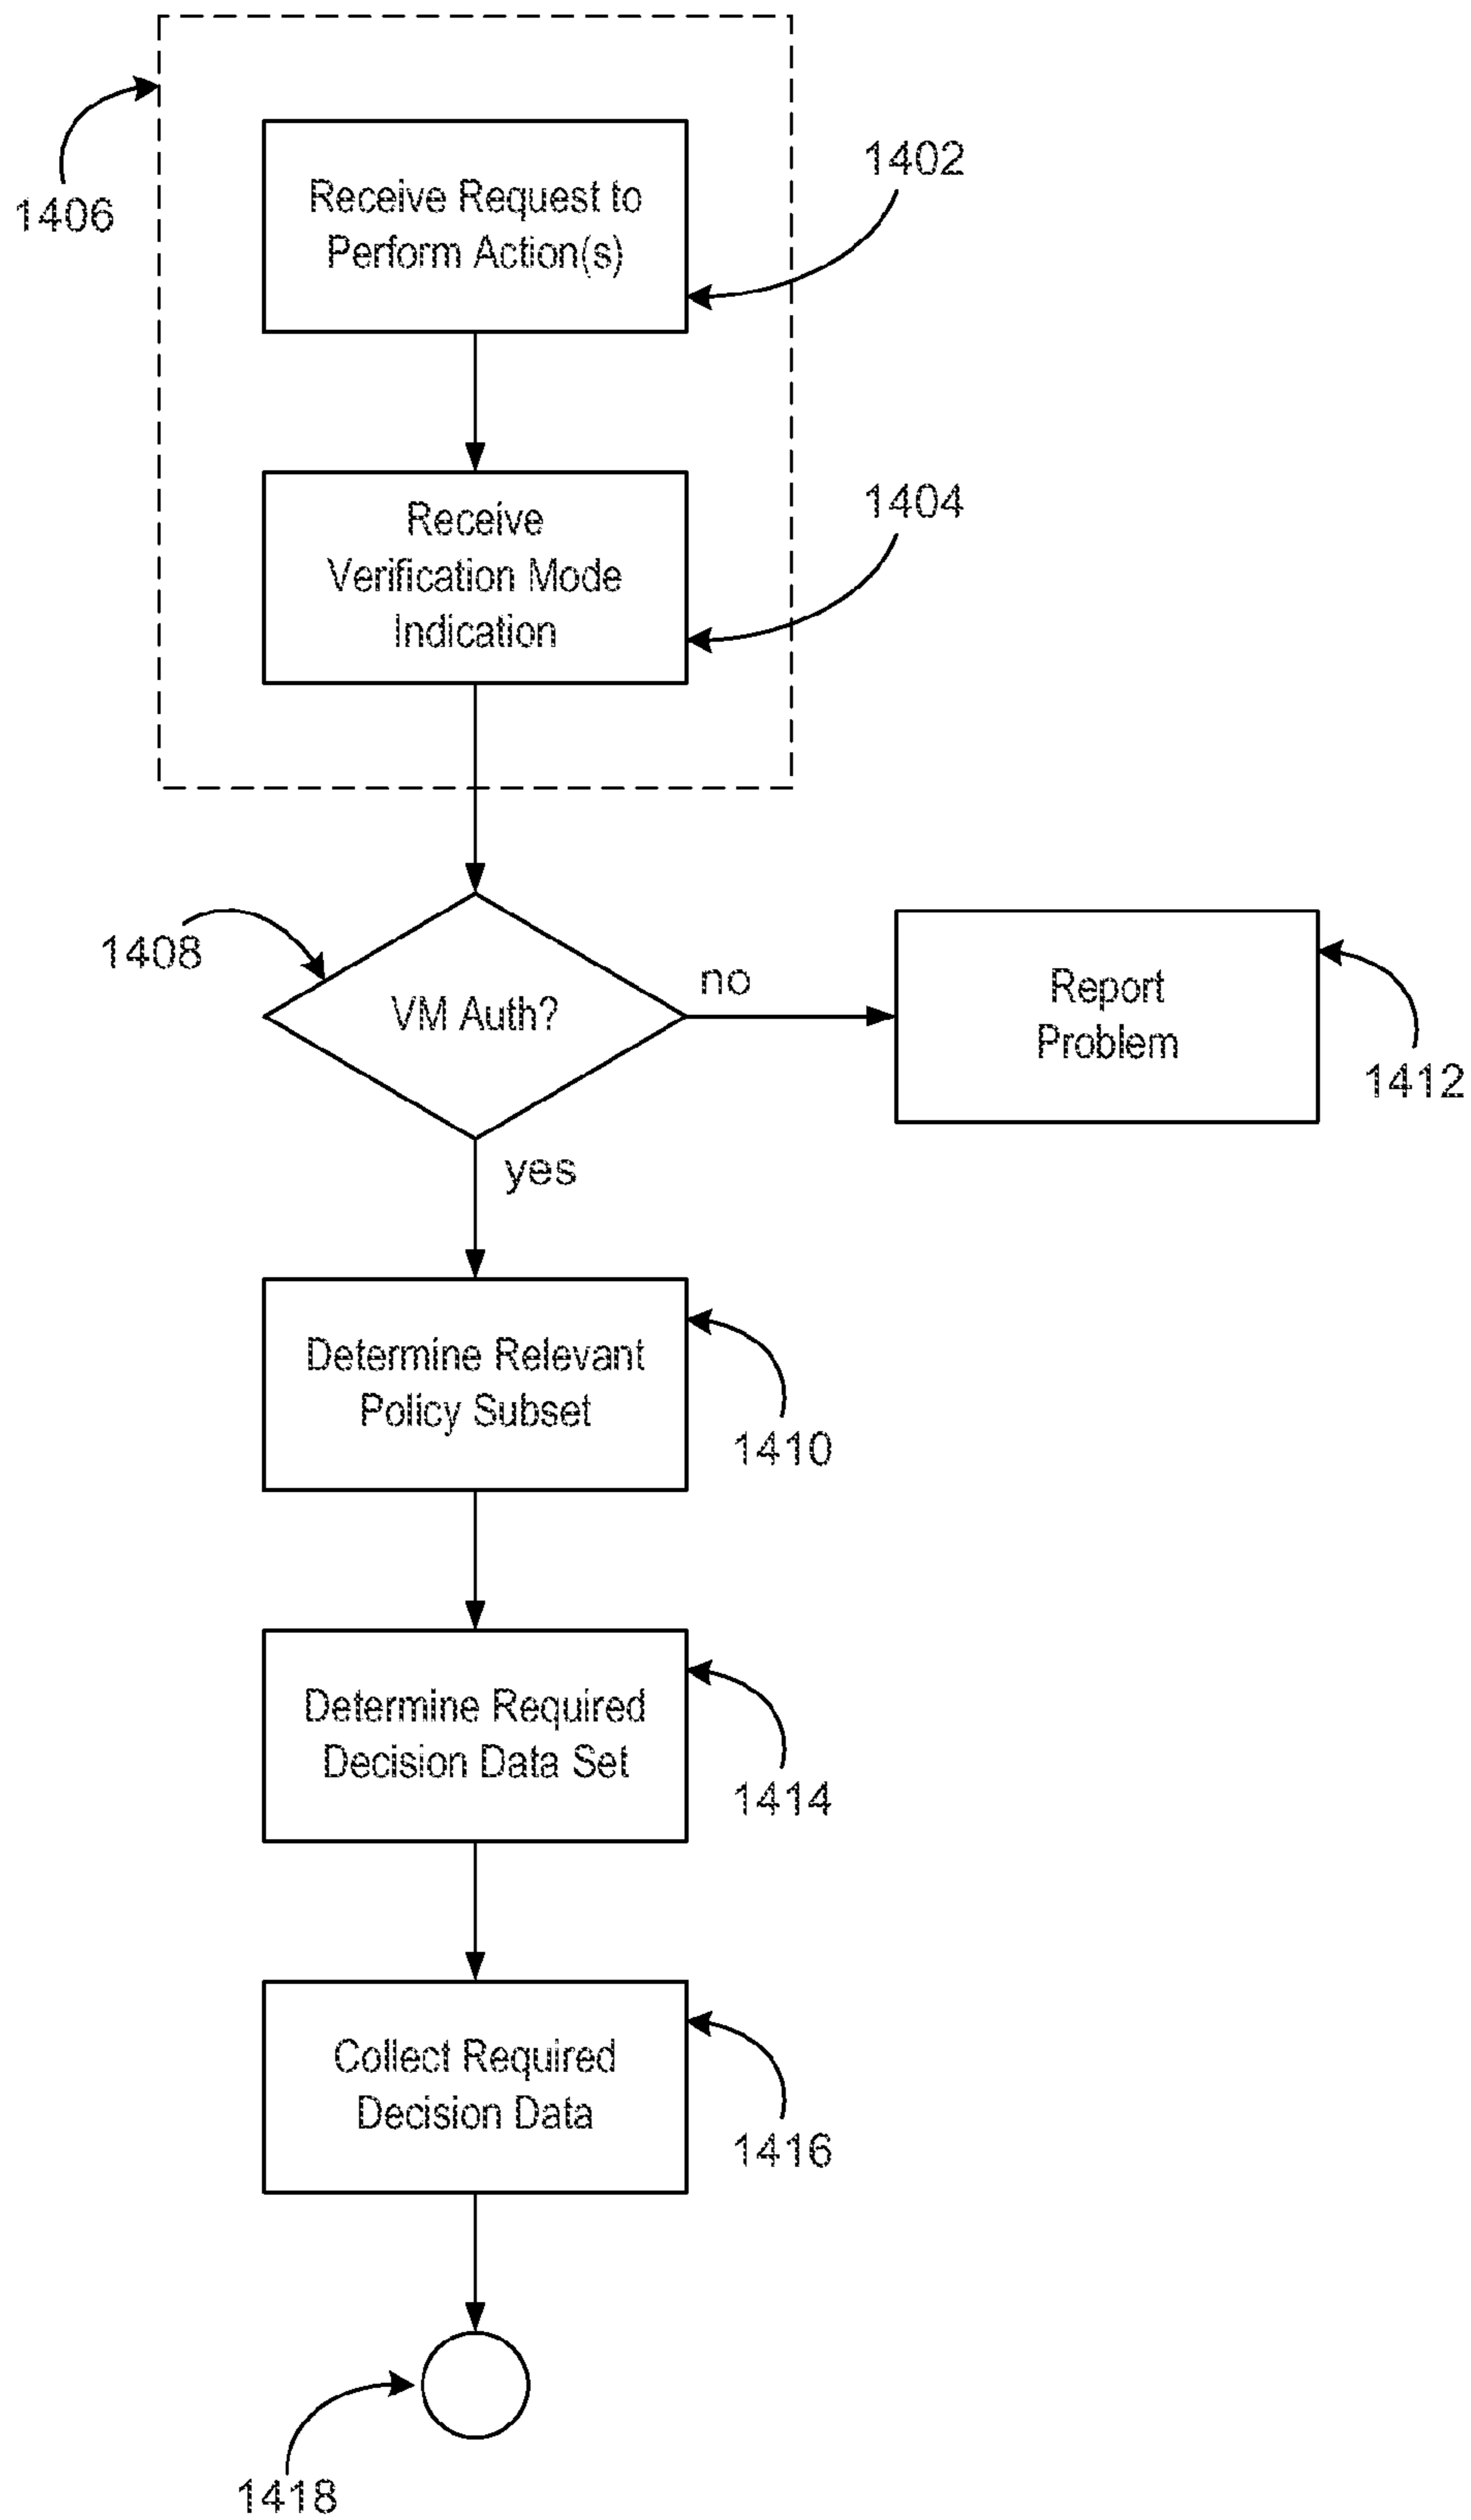 1406
Receive Request to
Perform Action(s)
1402
Receive
Verification Mode
Indication
1404
1408
VM Auth?
no
Report
Problem
1412
yes
Determine Relevant
Policy Subset
1410
Determine Required
Decision Data Set
1414
Collect Required
Decision Data
1416
1418